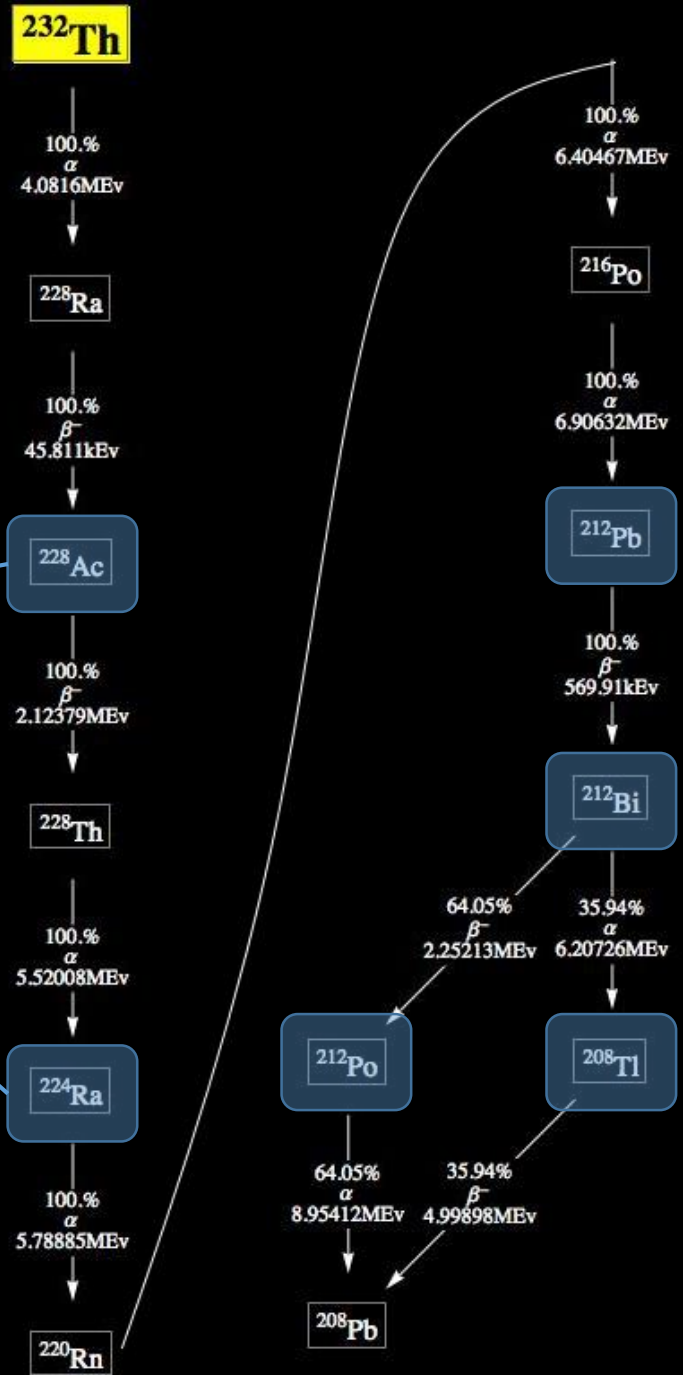 ²³²Th
100.%
α
4.0816MEv
²²⁸Ra
100.%
β⁻
45.811kEv
²²⁸Ac
100.%
β⁻
2.12379MEv
²²⁸Th
100.%
α
5.52008MEv
²²⁴Ra
100.%
α
5.78885MEv
²²⁰Rn
100.%
α
6.40467MEv
²¹⁶Po
100.%
α
6.90632MEv
²¹²Pb
100.%
β⁻
569.91kEv
²¹²Bi
64.05%
β⁻
2.25213MEv
35.94%
α
6.20726MEv
²¹²Po
²⁰⁸Tl
64.05%
α
8.95412MEv
35.94%
β⁻
4.99898MEv
²⁰⁸Pb